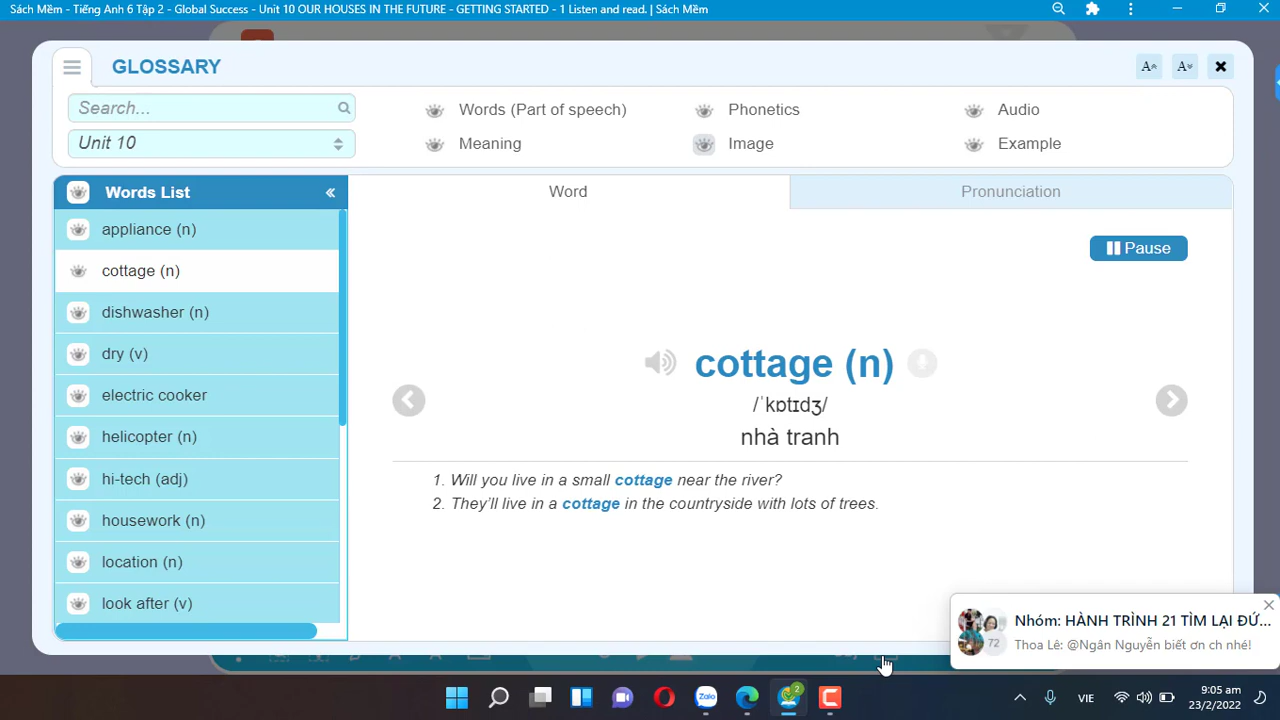 Sách Mềm - Tiếng Anh 6 Tập 2 - Global Success - Unit 10 OUR HOUSES IN THE FUTURE - GETTING STARTED - 1 Listen and read. | Sách Mềm
GLOSSARY
A A
Search...
Words (Part of speech)
Phonetics
Audio
Unit 10
Meaning
Image
Example
Words List
Word
Pronunciation
appliance (n)
Pause
cottage (n)
dishwasher (n)
dry (v)
electric cooker
helicopter (n)
hi-tech (adj)
housework (n)
location (n)
look after (v)
cottage (n)
/ˈkɒtɪdʒ/
nhà tranh
1. Will you live in a small cottage near the river?
2. They'll live in a cottage in the countryside with lots of trees.
Nhóm: HÀNH TRÌNH 21 TÌM LẠI ĐỨ...
72
Thoa Lê: @Ngân Nguyễn biết ơn ch nhé!
Zalo
2
VIE
9:05 am
23/2/2022